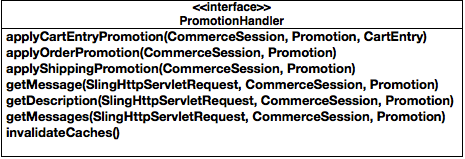 <<interface>>
PromotionHandler
applyCartEntryPromotion(CommerceSession, Promotion, CartEntry)
applyOrderPromotion(CommerceSession, Promotion)
applyShippingPromotion(CommerceSession, Promotion)
getMessage(SlingHttpServletRequest, CommerceSession, Promotion)
getDescription(SlingHttpServletRequest, CommerceSession, Promotion)
getMessages(SlingHttpServletRequest, CommerceSession, Promotion)
invalidateCaches()